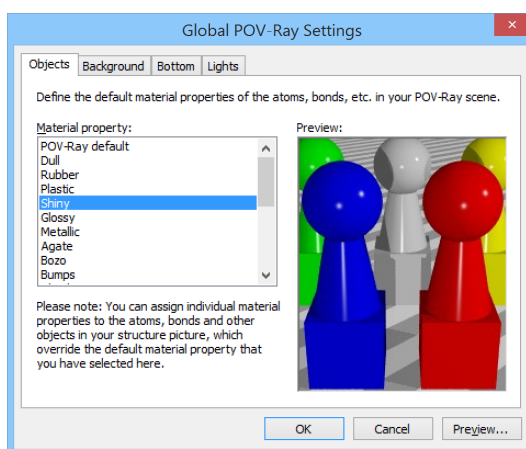 Global POV-Ray Settings
Objects
Background
Bottom
Lights
Define the default material properties of the atoms, bonds, etc. in your POV-Ray scene.
Material property:
POV-Ray default
Dull
Rubber
Plastic
Shiny
Glossy
Metallic
Agate
Bozo
Bumps
Please note: You can assign individual material
properties to the atoms, bonds and other
objects in your structure picture, which
override the default material property that
you have selected here.
Preview:
OK
Cancel
Preview...